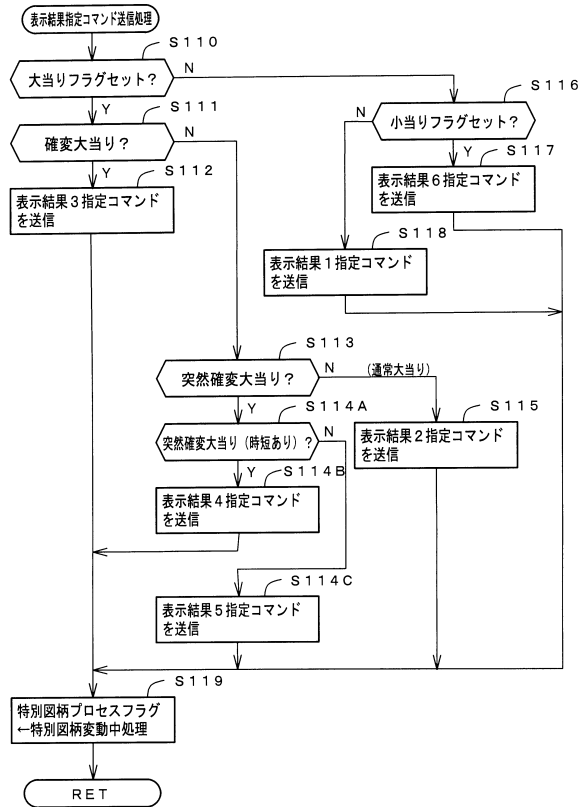 表示結果指定コマンド送信処理
S110
大当りフラグセット?
N
Y
S111
確変大当り?
N
Y
S112
表示結果3指定コマンド
を送信
S116
小当りフラグセット?
N
Y
S117
表示結果6指定コマンド
を送信
S118
表示結果1指定コマンド
を送信
S113
突然確変大当り?
N
(通常大当り)
Y
S114A
突然確変大当り(時短あり)?
N
Y
S114B
表示結果4指定コマンド
を送信
S115
表示結果2指定コマンド
を送信
S114C
表示結果5指定コマンド
を送信
S119
特別図柄プロセスフラグ
←特別図柄変動中処理
RET